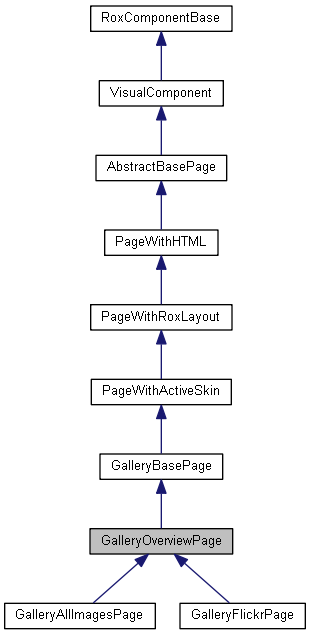 RoxComponentBase
VisualComponent
AbstractBasePage
PageWithHTML
PageWithRoxLayout
PageWithActiveSkin
GalleryBasePage
GalleryOverviewPage
GalleryAllImagesPage
GalleryFlickrPage